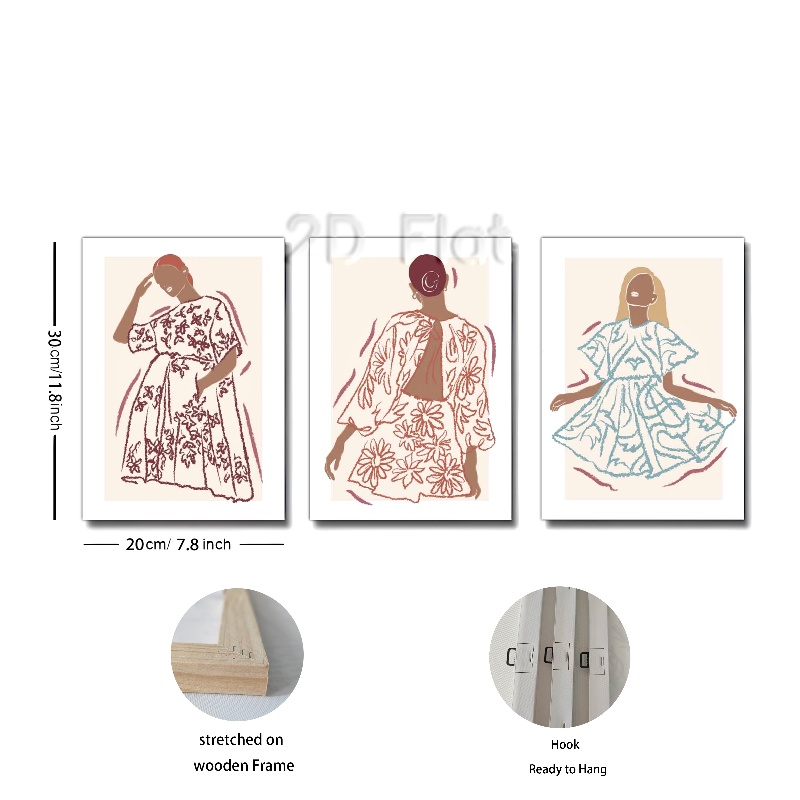 2D Flat
30cm/11.8inch
20cm/ 7.8 inch
stretched on
wooden Frame
Hook
Ready to Hang